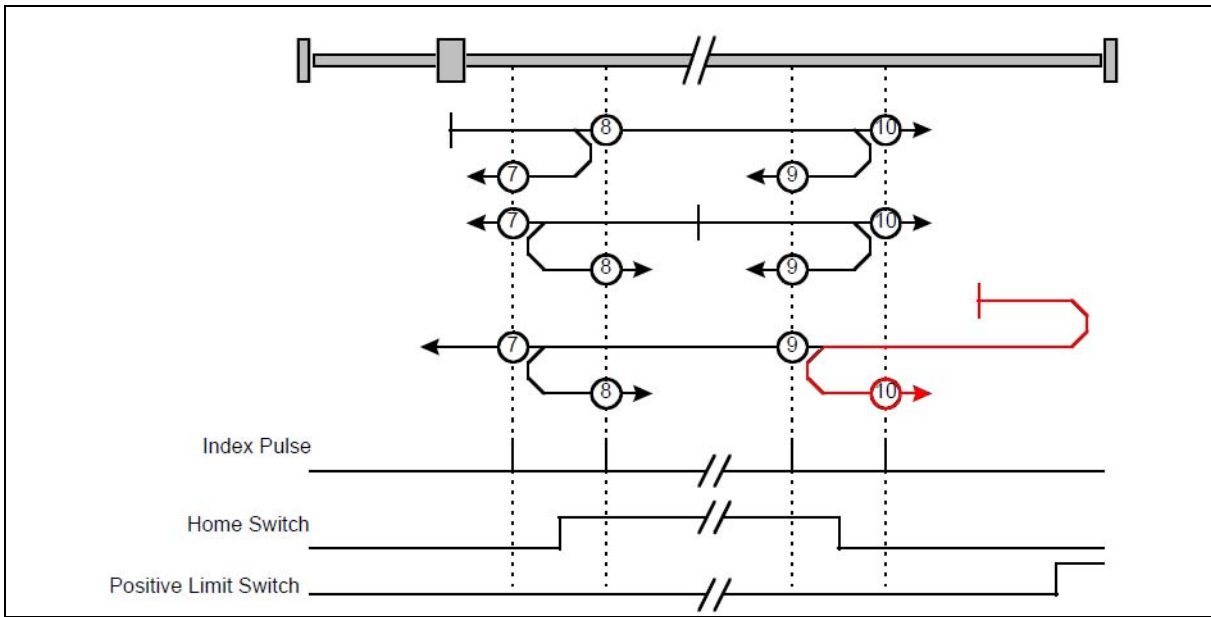 8 10
7 9
7 10
8 9
7 9
8 10
Index Pulse
Home Switch
Positive Limit Switch